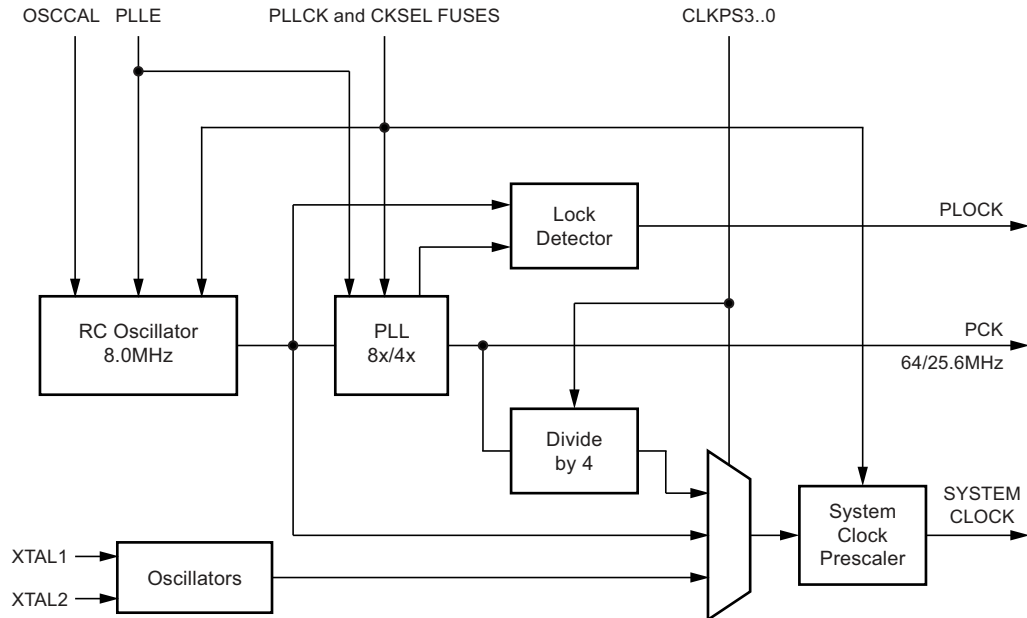 OSCCAL
PLLE
PLLCK and CKSEL FUSES
CLKPS3..0
Lock
Detector
PLOCK
RC Oscillator
8.0MHz
PLL
8x/4x
PCK
64/25.6MHz
Divide
by 4
SYSTEM
CLOCK
System
Clock
Prescaler
XTAL1
XTAL2
Oscillators